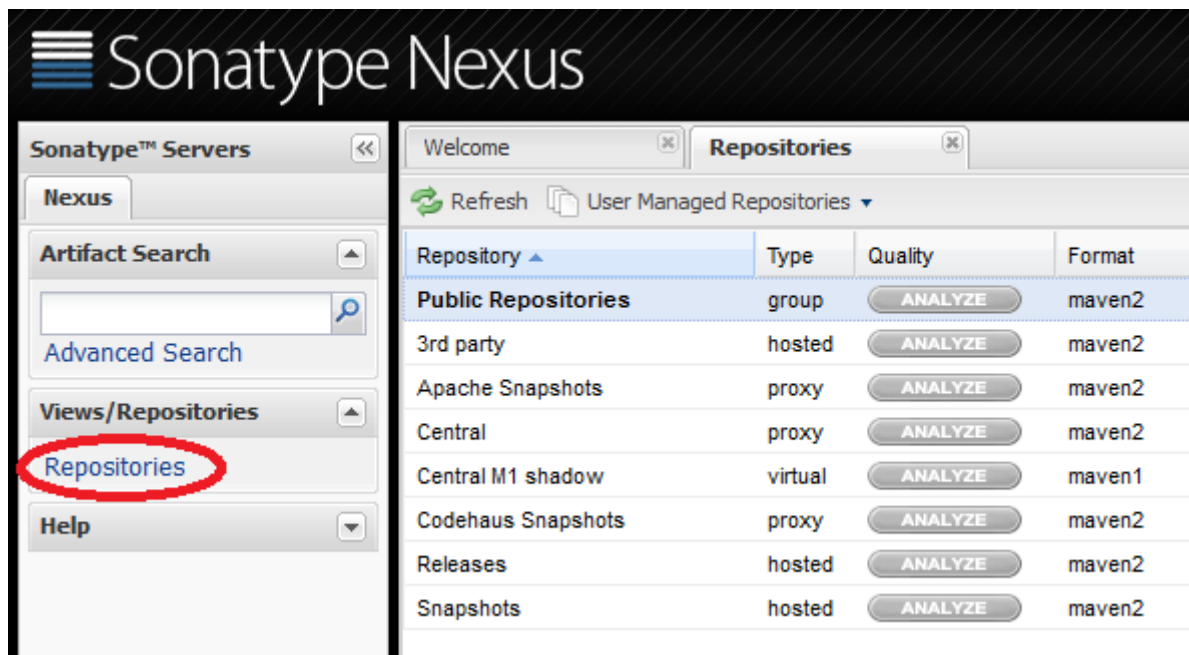 Sonatype Nexus
Sonatype™ Servers
Nexus
Artifact Search
Advanced Search
Views/Repositories
Repositories
Help
Welcome Repositories
Refresh User Managed Repositories
Repository Type Quality Format
Public Repositories group ANALYZE maven2
3rd party hosted ANALYZE maven2
Apache Snapshots proxy ANALYZE maven2
Central proxy ANALYZE maven2
Central M1 shadow virtual ANALYZE maven1
Codehaus Snapshots proxy ANALYZE maven2
Releases hosted ANALYZE maven2
Snapshots hosted ANALYZE maven2